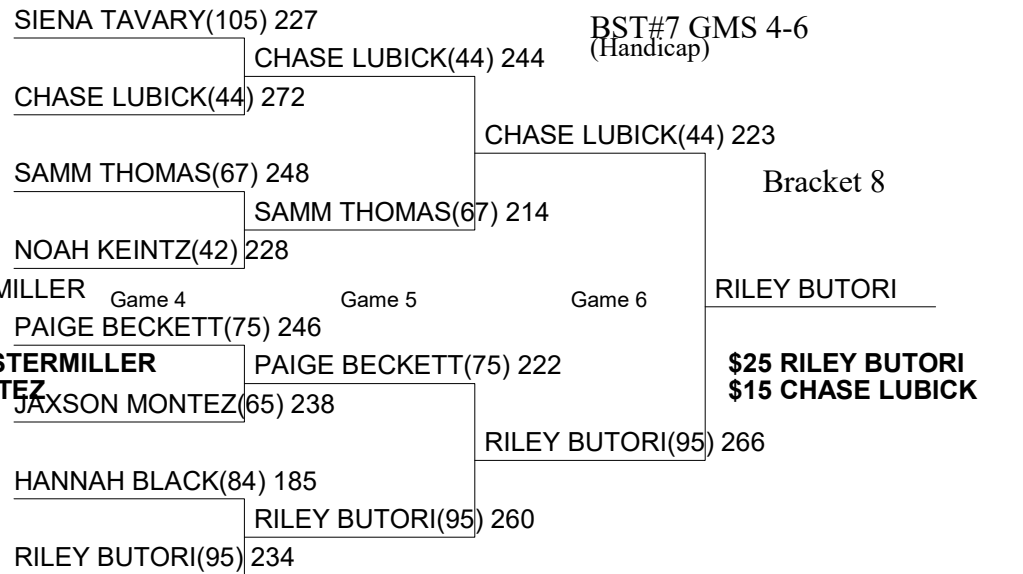 SIENA TAVARY(105) 227
BST#7 GMS 4-6
(Handicap)
CHASE LUBICK(44) 244
CHASE LUBICK(44) 272
CHASE LUBICK(44) 223
SAMM THOMAS(67) 248
Bracket 8
SAMM THOMAS(67) 214
NOAH KEINTZ(42) 228
MILLER
Game 4
Game 5
Game 6
RILEY BUTORI
PAIGE BECKETT(75) 246
STERMILLER
PAIGE BECKETT(75) 222
$25 RILEY BUTORI
TEZ
$15 CHASE LUBICK
JAXSON MONTEZ(65) 238
RILEY BUTORI(95) 266
HANNAH BLACK(84) 185
RILEY BUTORI(95) 260
RILEY BUTORI(95) 234